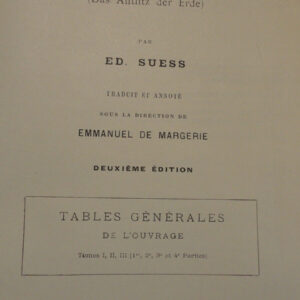 (Das Antlitz der Erde)
PAR
ED. SUESS
TRADUIT ET ANNOTÉ
SOUS LA DIRECTION DE
EMMANUEL DE MARGERIE
DEUXIÈME ÉDITION
TABLES GÉNÉRALES
DE L'OUVRAGE
Tomes I, II, III (1re, 2e, 3e et 4e Parties)